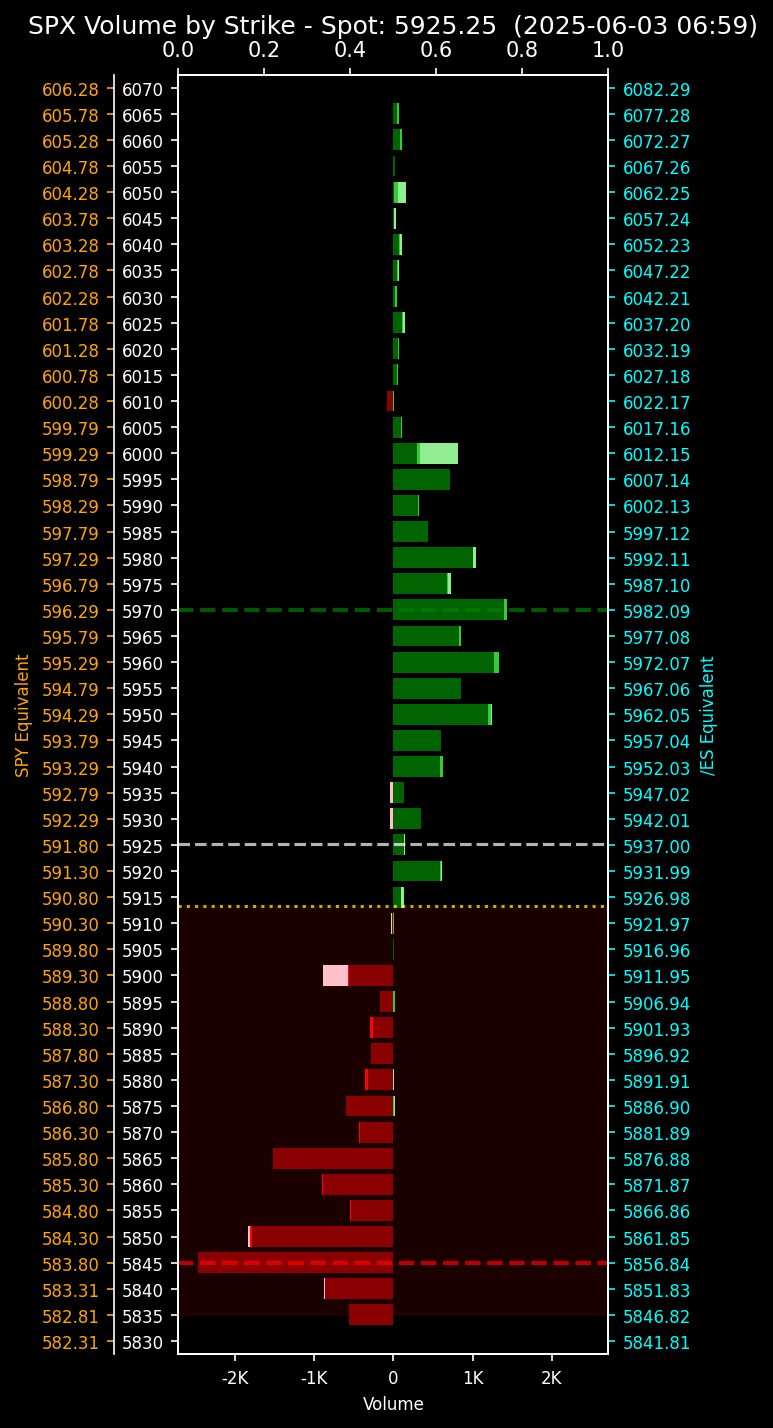 SPX Volume by Strike - Spot: 5925.25 (2025-06-03 06:59)
0.0 0.2 0.4 0.6 0.8 1.0
606.28 6070 6082.29
605.78 6065 6077.28
605.28 6060 6072.27
604.78 6055 6067.26
604.28 6050 6062.25
603.78 6045 6057.24
603.28 6040 6052.23
602.78 6035 6047.22
602.28 6030 6042.21
601.78 6025 6037.20
601.28 6020 6032.19
600.78 6015 6027.18
600.28 6010 6022.17
599.79 6005 6017.16
599.29 6000 6012.15
598.79 5995 6007.14
598.29 5990 6002.13
597.79 5985 5997.12
597.29 5980 5992.11
596.79 5975 5987.10
596.29 5970 5982.09
595.79 5965 5977.08
595.29 5960 5972.07
594.79 5955 5967.06
594.29 5950 5962.05
593.79 5945 5957.04
593.29 5940 5952.03
592.79 5935 5947.02
592.29 5930 5942.01
591.80 5925 5937.00
591.30 5920 5931.99
590.80 5915 5926.98
590.30 5910 5921.97
589.80 5905 5916.96
589.30 5900 5911.95
588.80 5895 5906.94
588.30 5890 5901.93
587.80 5885 5896.92
587.30 5880 5891.91
586.80 5875 5886.90
586.30 5870 5881.89
585.80 5865 5876.88
585.30 5860 5871.87
584.80 5855 5866.86
584.30 5850 5861.85
583.80 5845 5856.84
583.31 5840 5851.83
582.81 5835 5846.82
582.31 5830 5841.81
SPY Equivalent
/ES Equivalent
-2K -1K 0 1K 2K
Volume